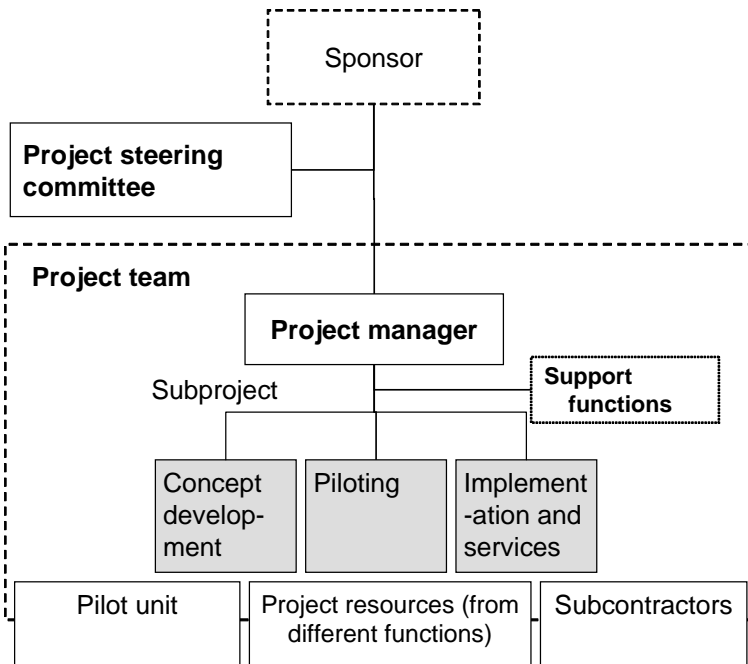 Sponsor
Project steering
committee
Project team
Project manager
Subproject
Support
functions
Concept
develop-
ment
Piloting
Implement
-ation and
services
Pilot unit
Project resources (from
different functions)
Subcontractors